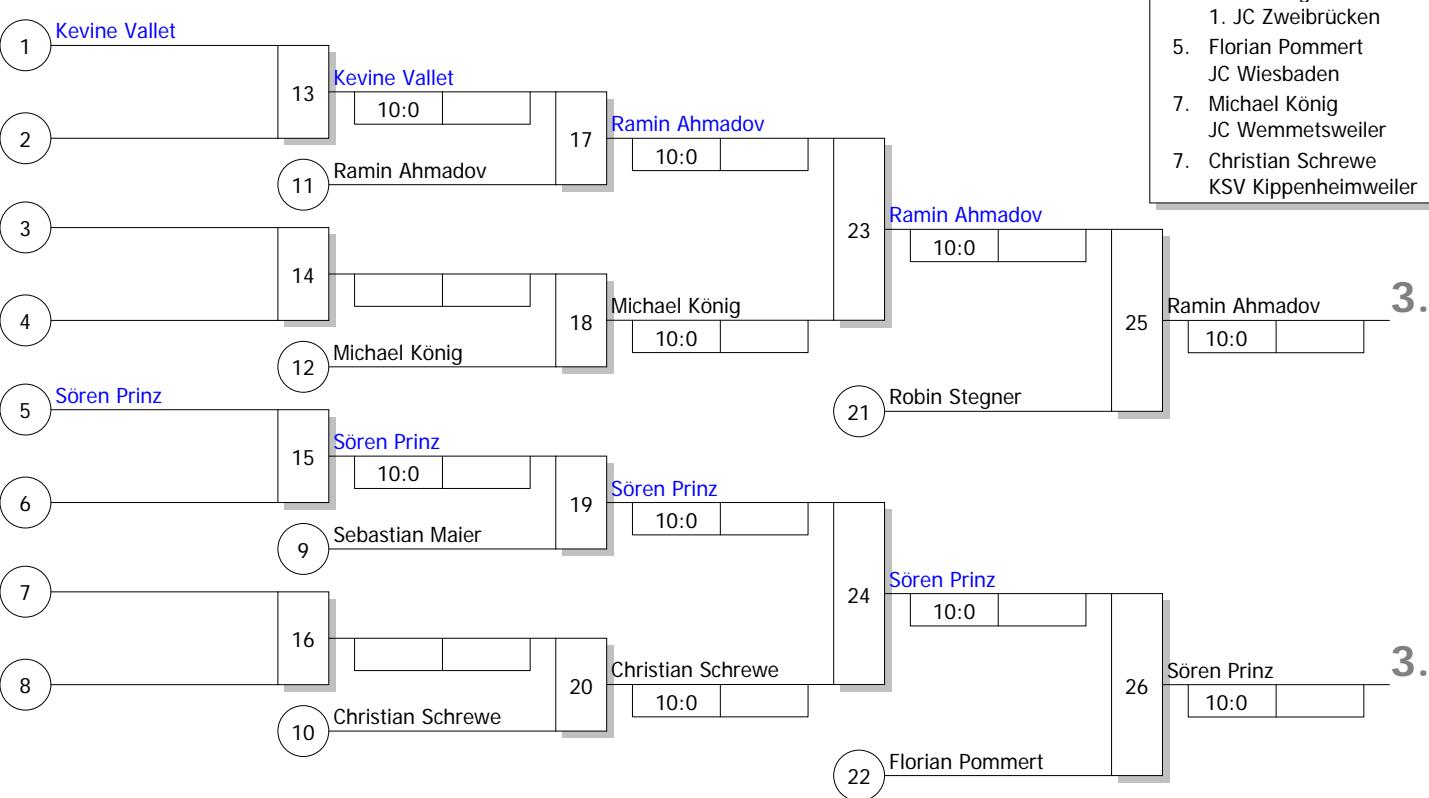 1. JC Zweibrücken
5. Florian Pommert
JC Wiesbaden
7. Michael König
JC Wemmetsweiler
7. Christian Schrewe
KSV Kippenheimweiler
1 Kevine Vallet
2
13 Kevine Vallet
10:0
11 Ramin Ahmadov
17 Ramin Ahmadov
10:0
3
4
14
12 Michael König
18 Michael König
10:0
23 Ramin Ahmadov
10:0
21 Robin Stegner
25 Ramin Ahmadov
10:0
3.
5 Sören Prinz
6
15 Sören Prinz
10:0
9 Sebastian Maier
19 Sören Prinz
10:0
7
8
16
10 Christian Schrewe
20 Christian Schrewe
10:0
24 Sören Prinz
10:0
22 Florian Pommert
26 Sören Prinz
10:0
3.